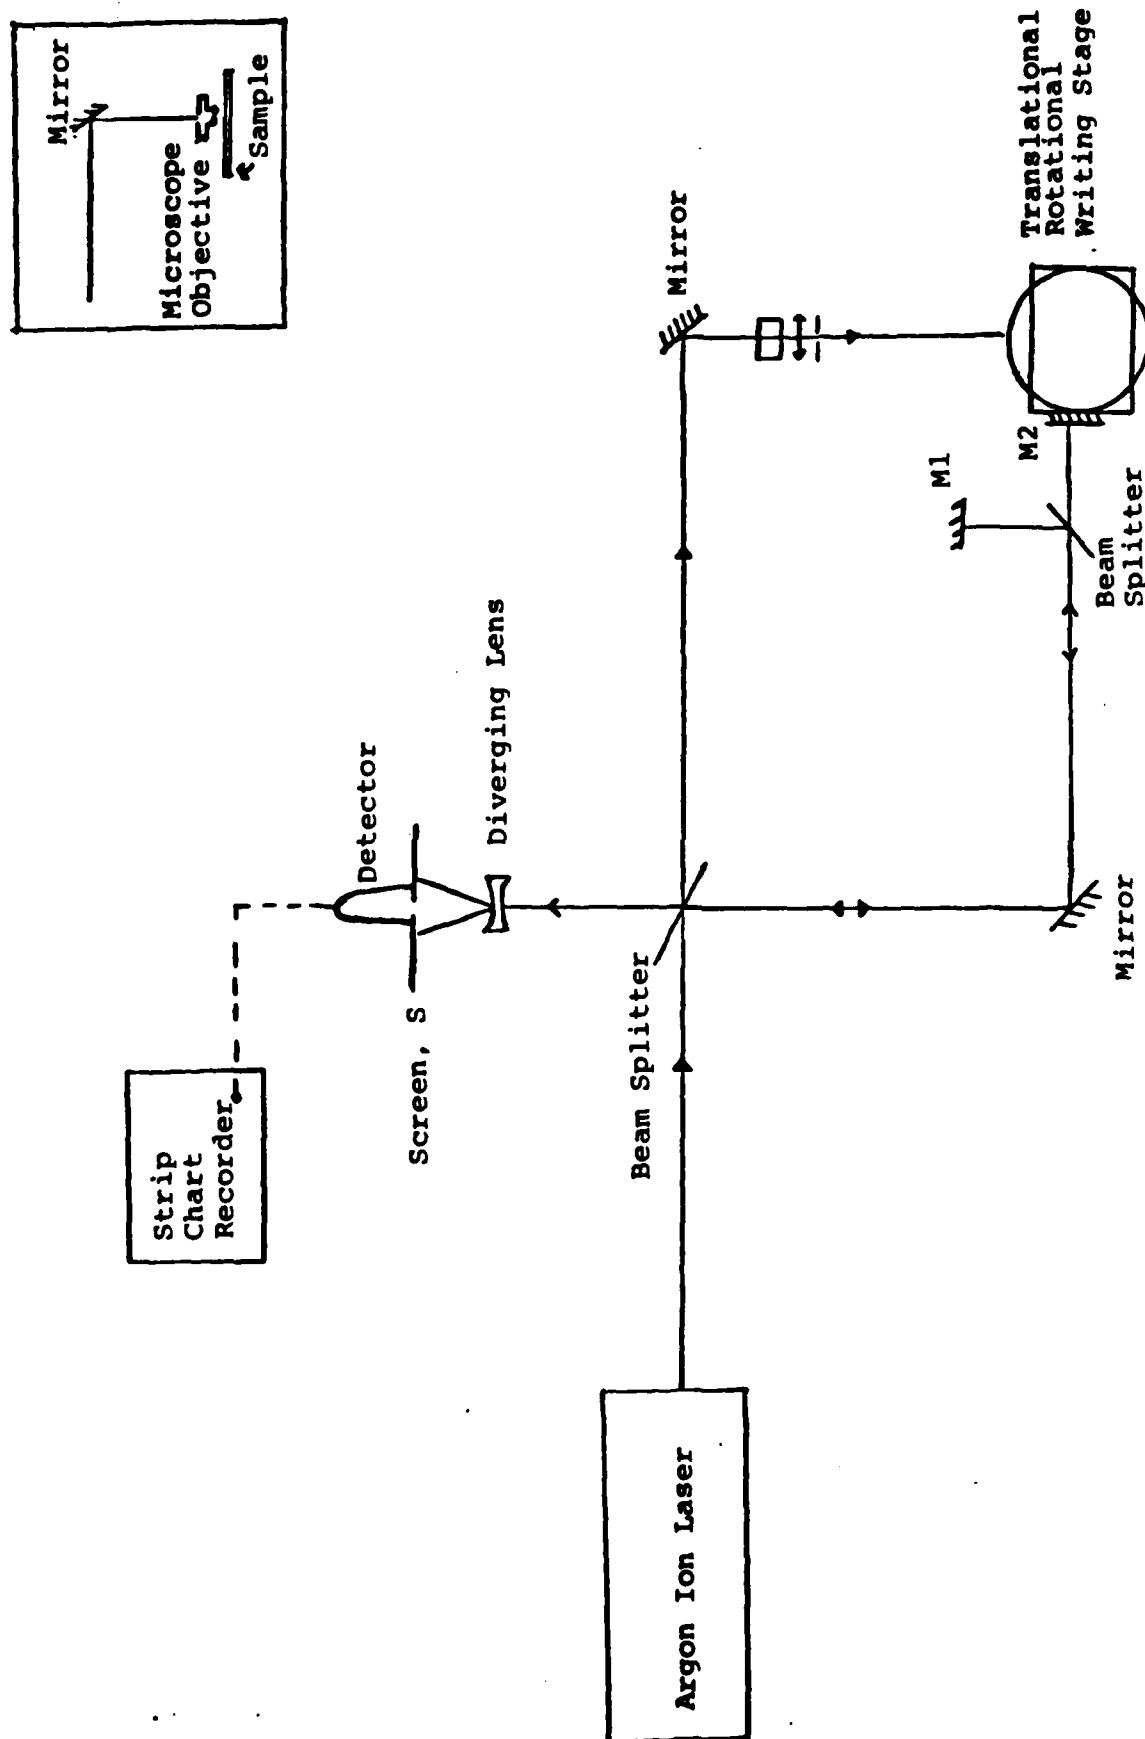 Mirror
Microscope
Objective
Sample
Strip
Chart
Recorder
Detector
Screen, S
Diverging Lens
Beam Splitter
Mirror
Argon Ion Laser
M1
M2
Beam
Splitter
Mirror
Translational
Rotational
Writing Stage